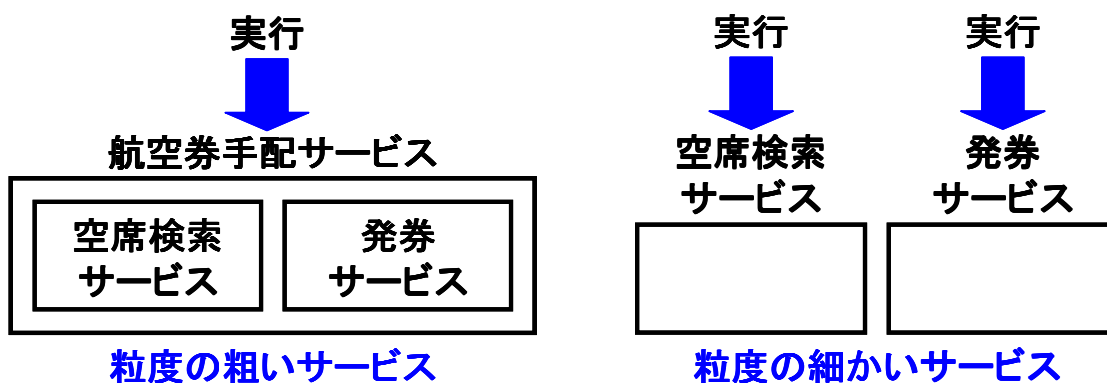 実行
航空券手配サービス
空席検索
サービス
発券
サービス
粒度の粗いサービス
実行
空席検索
サービス
実行
発券
サービス
粒度の細かいサービス